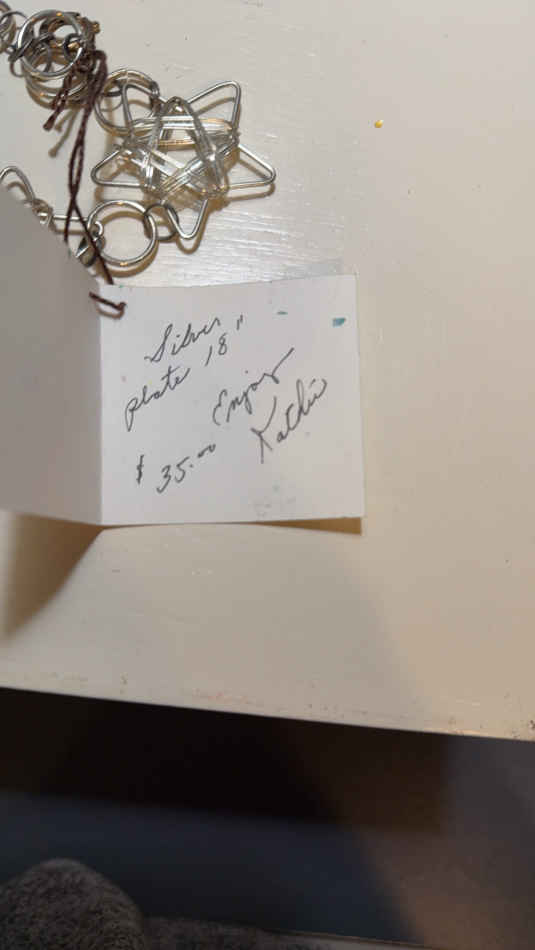 Silver
plate 18"
Enjoy
$35.00 Kathie